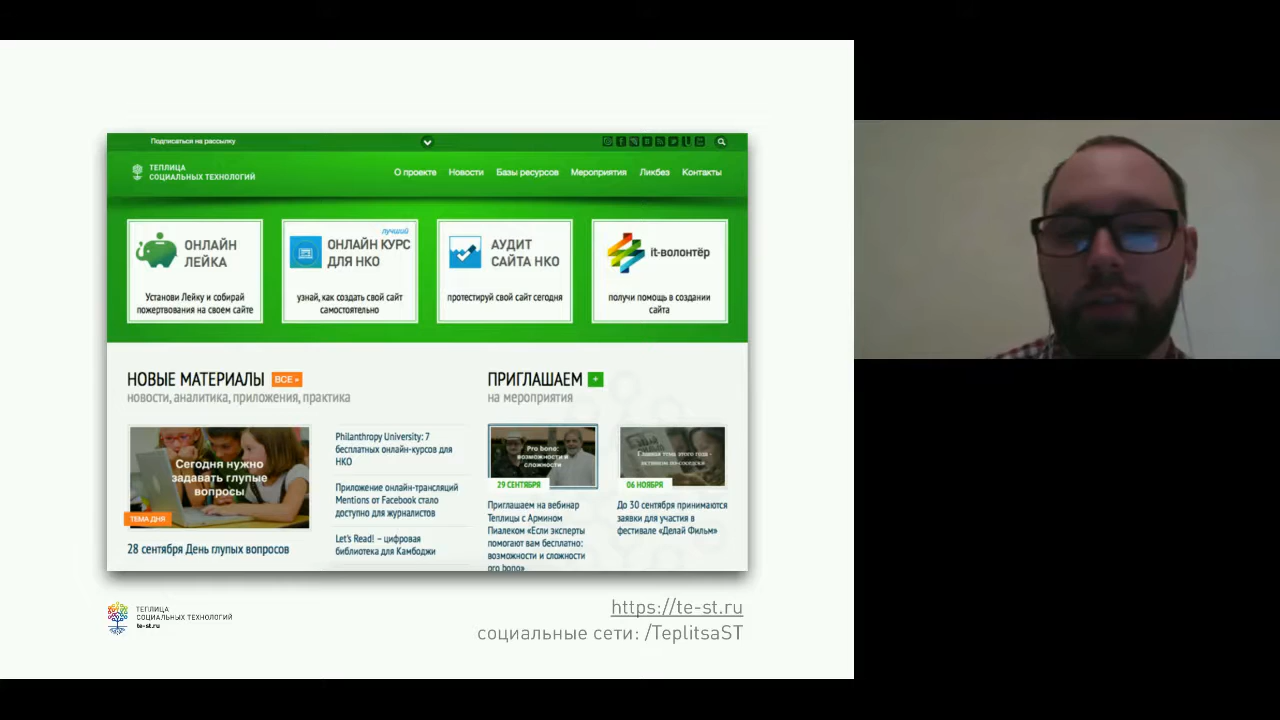 Подписаться на рассылку
ТЕПЛИЦА
СОЦИАЛЬНЫХ ТЕХНОЛОГИЙ
О проекте Новости Базы ресурсов Мероприятия Ликбез Контакты
ОНЛАЙН
ЛЕЙКА
Установи Лейку и собирай
пожертвования на своем сайте
лучший
ОНЛАЙН КУРС
ДЛЯ НКО
узнай, как создать свой сайт
самостоятельно
АУДИТ
САЙТА НКО
протестируй свой сайт сегодня
it-волонтёр
получи помощь в создании
сайта
НОВЫЕ МАТЕРИАЛЫ ВСЕ »
новости, аналитика, приложения, практика
Сегодня нужно
задавать глупые
вопросы
ТЕМА ДНЯ
28 сентября День глупых вопросов
Philanthropy University: 7
бесплатных онлайн-курсов для
НКО
Приложение онлайн-трансляций
Mentions от Facebook стало
доступно для журналистов
Let's Read! – цифровая
библиотека для Камбоджи
ПРИГЛАШАЕМ +
на мероприятия
Pro bono:
возможности и
сложности
29 СЕНТЯБРЯ
Приглашаем на вебинар
Теплицы с Армином
Пиалеком «Если эксперты
помогают вам бесплатно:
возможности и сложности
pro bono»
Главная тема этого года -
активизм по-соседски
06 НОЯБРЯ
До 30 сентября принимаются
заявки для участия в
фестивале «Делай Фильм»
ТЕПЛИЦА
СОЦИАЛЬНЫХ ТЕХНОЛОГИЙ
te-st.ru
https://te-st.ru
социальные сети: /TeplitsaST